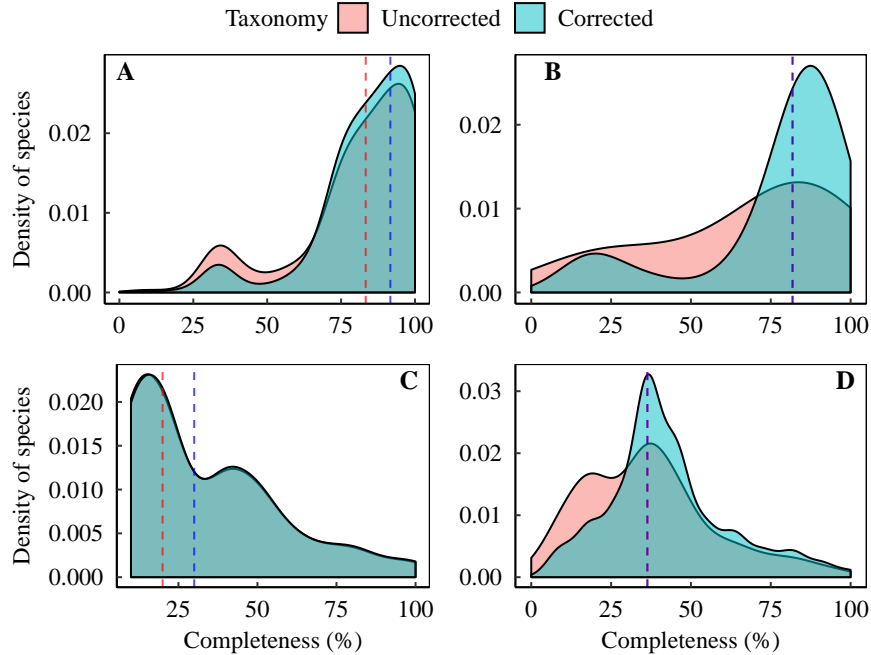 Taxonomy Uncorrected Corrected
A
B
Density of species
0.02
0.01
0.00
0.02
0.01
0.00
0 25 50 75 100
0 25 50 75 100
C
D
Density of species
0.020
0.015
0.010
0.005
0.000
0.03
0.02
0.01
0.00
25 50 75 100
0 25 50 75 100
Completeness (%)
Completeness (%)